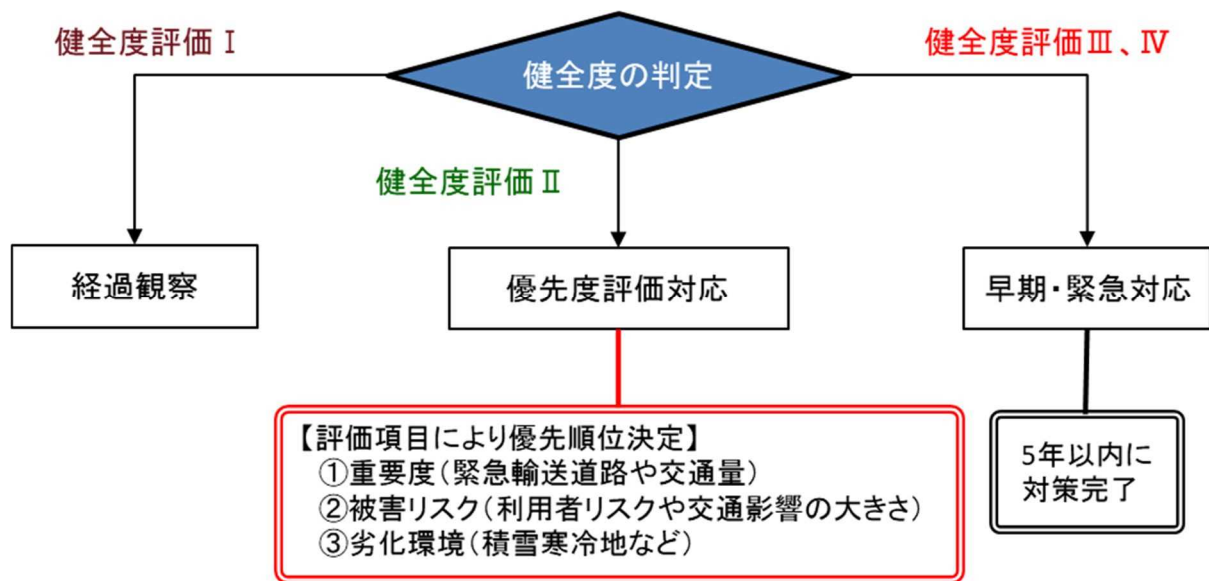 健全度評価Ⅰ
健全度の判定
健全度評価Ⅲ、Ⅳ
健全度評価Ⅱ
経過観察
優先度評価対応
早期・緊急対応
【評価項目により優先順位決定】
①重要度(緊急輸送道路や交通量)
②被害リスク(利用者リスクや交通影響の大きさ)
③劣化環境(積雪寒冷地など)
5年以内に
対策完了